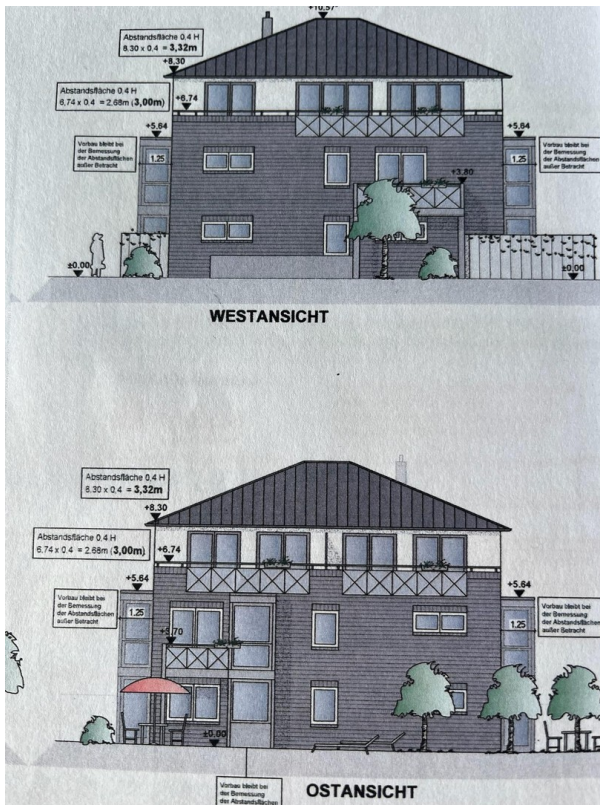 +10.57
Abstandsfläche 0,4 H
8.30 x 0.4 = 3,32m
+8.30
Abstandsfläche 0,4 H
6,74 x 0.4 = 2.68m (3,00m)
+6.74
+5.64
+5.64
Vorbau bleibt bei
der Bemessung
der Abstandsflächen
außer Betracht
1,25
1,25
Vorbau bleibt bei
der Bemessung
der Abstandsflächen
außer Betracht
+3.80
±0.00
±0.00
WESTANSICHT
Abstandsfläche 0,4 H
8.30 x 0.4 = 3,32m
+8.30
Abstandsfläche 0,4 H
6.74 x 0.4 = 2.68m (3,00m)
+6.74
+5.64
+5.64
Vorbau bleibt bei
der Bemessung
der Abstandsflächen
außer Betracht
1,25
1,25
Vorbau bleibt bei
der Bemessung
der Abstandsflächen
außer Betracht
+3.70
±0.00
Vorbau bleibt bei
der Bemessung
der Abstandsflächen
OSTANSICHT